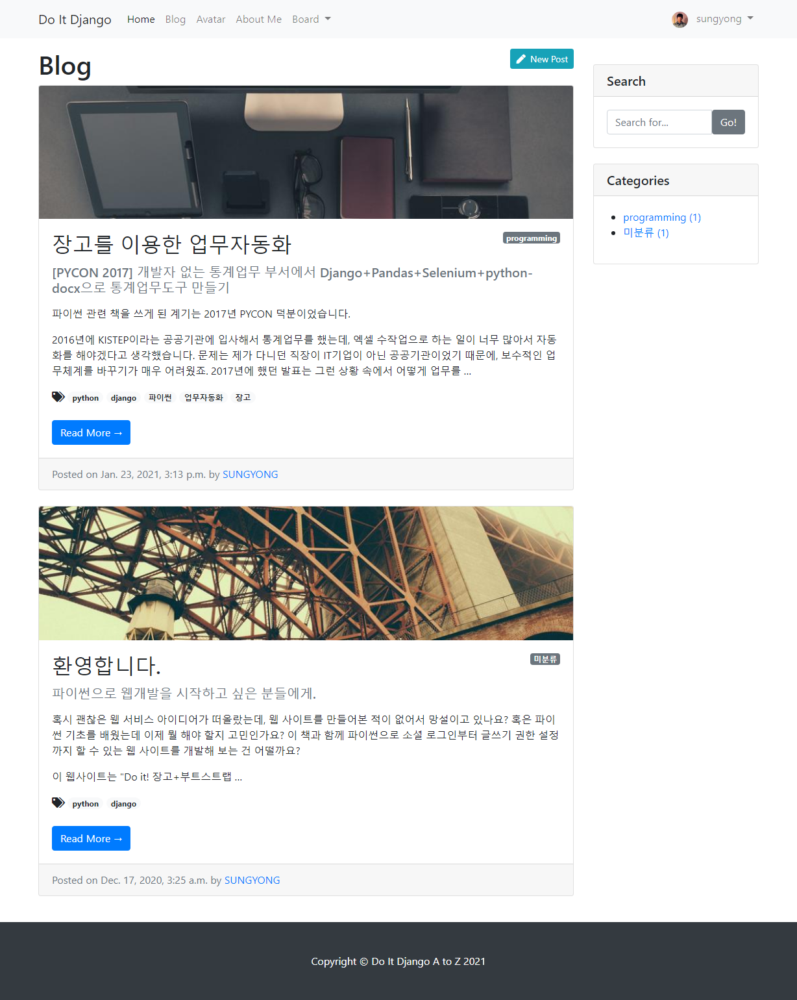 Do It Django Home Blog Avatar About Me Board sungyong
Blog
New Post
장고를 이용한 업무자동화
programming
[PYCON 2017] 개발자 없는 통계업무 부서에서 Django+Pandas+Selenium+python-
docx으로 통계업무도구 만들기
파이썬 관련 책을 쓰게 된 계기는 2017년 PYCON 덕분이었습니다.
2016년에 KISTEP이라는 공공기관에 입사해서 통계업무를 했는데, 엑셀 수작업으로 하는 일이 너무 많아서 자동
화를 해야겠다고 생각했습니다. 문제는 제가 다니던 직장이 IT기업이 아닌 공공기관이었기 때문에, 보수적인 업
무체계를 바꾸기가 매우 어려웠죠. 2017년에 했던 발표는 그런 상황 속에서 어떻게 업무를 ...
python django 파이썬 업무자동화 장고
Read More →
Posted on Jan. 23, 2021, 3:13 p.m. by SUNGYONG
환영합니다.
미분류
파이썬으로 웹개발을 시작하고 싶은 분들에게.
혹시 괜찮은 웹 서비스 아이디어가 떠올랐는데, 웹 사이트를 만들어본 적이 없어서 망설이고 있나요? 혹은 파이
썬 기초를 배웠는데 이제 뭘 해야 할지 고민인가요? 이 책과 함께 파이썬으로 소셜 로그인부터 글쓰기 권한 설정
까지 할 수 있는 웹 사이트를 개발해 보는 건 어떨까요?
이 웹사이트는 "Do it! 장고+부트스트랩 ...
python django
Read More →
Posted on Dec. 17, 2020, 3:25 a.m. by SUNGYONG
Search
Search for...
Go!
Categories
programming (1)
미분류 (1)
Copyright © Do It Django A to Z 2021